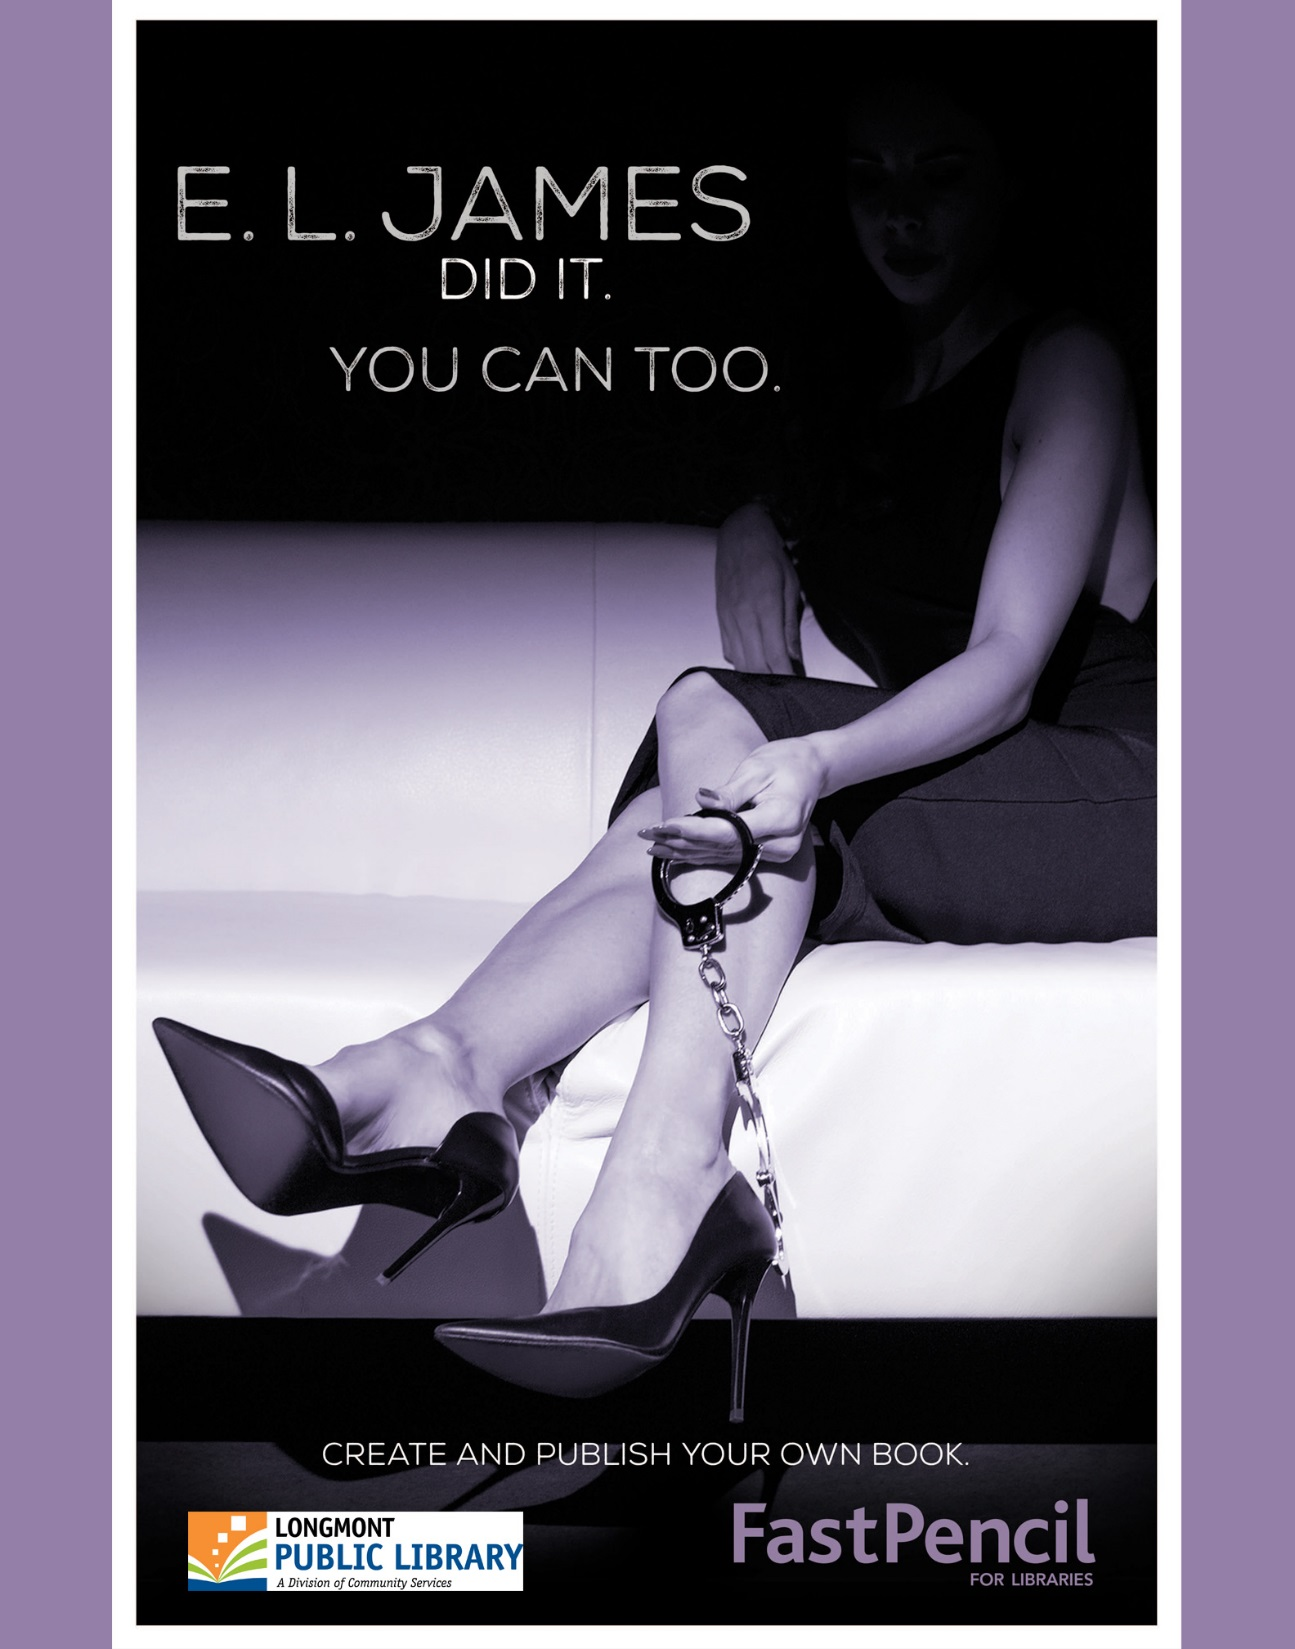 E. L. JAMES
DID IT.
YOU CAN TOO.
CREATE AND PUBLISH YOUR OWN BOOK.
LONGMONT
PUBLIC LIBRARY
A Division of Community Services
FastPencil
FOR LIBRARIES